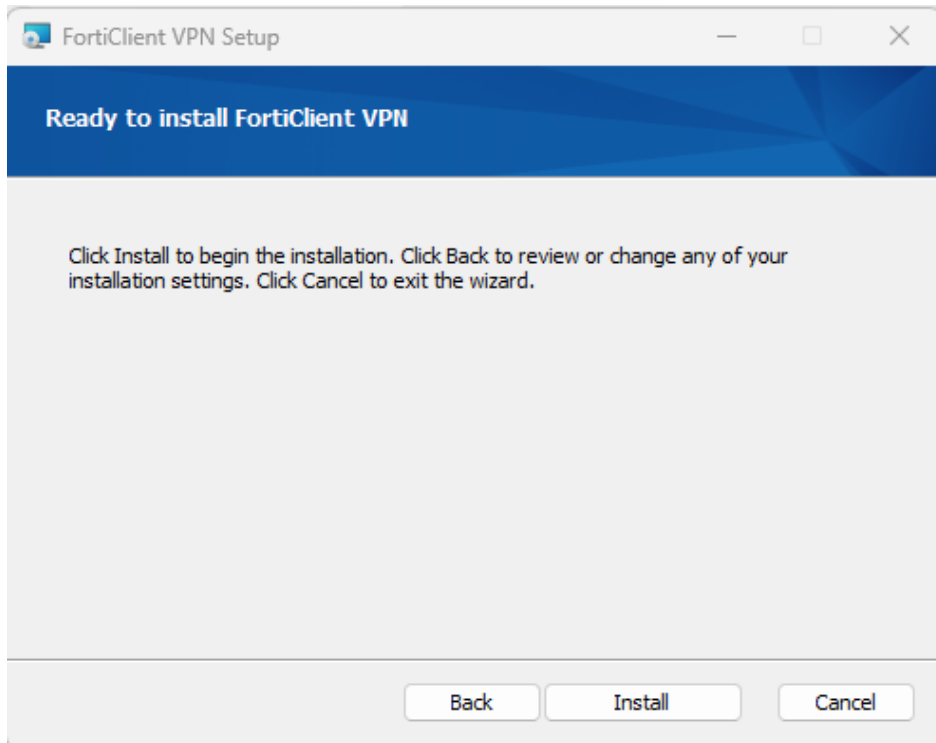 FortiClient VPN Setup
Ready to install FortiClient VPN
Click Install to begin the installation. Click Back to review or change any of your
installation settings. Click Cancel to exit the wizard.
Back
Install
Cancel